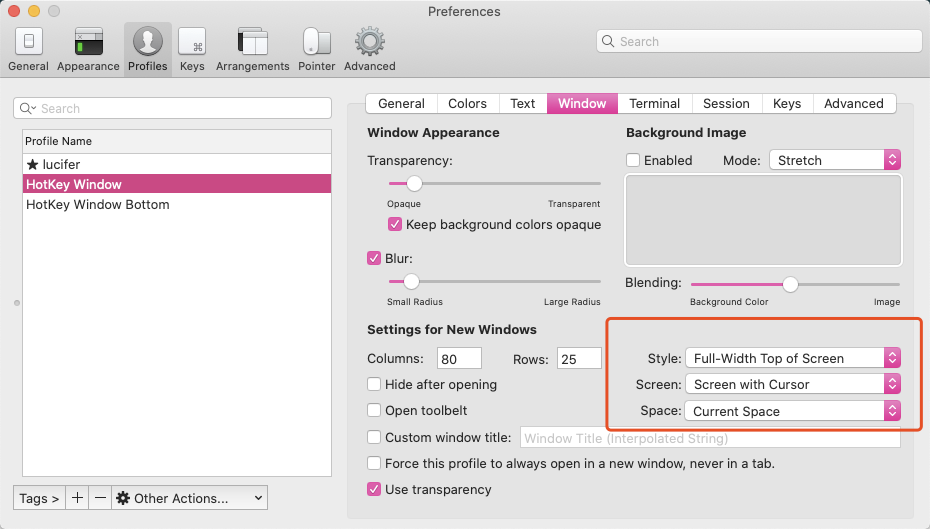 Preferences
General Appearance Profiles Keys Arrangements Pointer Advanced
Search
Search
Profile Name
★ lucifer
HotKey Window
HotKey Window Bottom
Tags > + − Other Actions...
General Colors Text Window Terminal Session Keys Advanced
Window Appearance
Transparency:
Opaque Transparent
Keep background colors opaque
Blur:
Small Radius Large Radius
Background Image
Enabled Mode: Stretch
Blending:
Background Color Image
Settings for New Windows
Columns: 80 Rows: 25
Style: Full-Width Top of Screen
Hide after opening
Screen: Screen with Cursor
Open toolbelt
Space: Current Space
Custom window title: Window Title (Interpolated String)
Force this profile to always open in a new window, never in a tab.
Use transparency